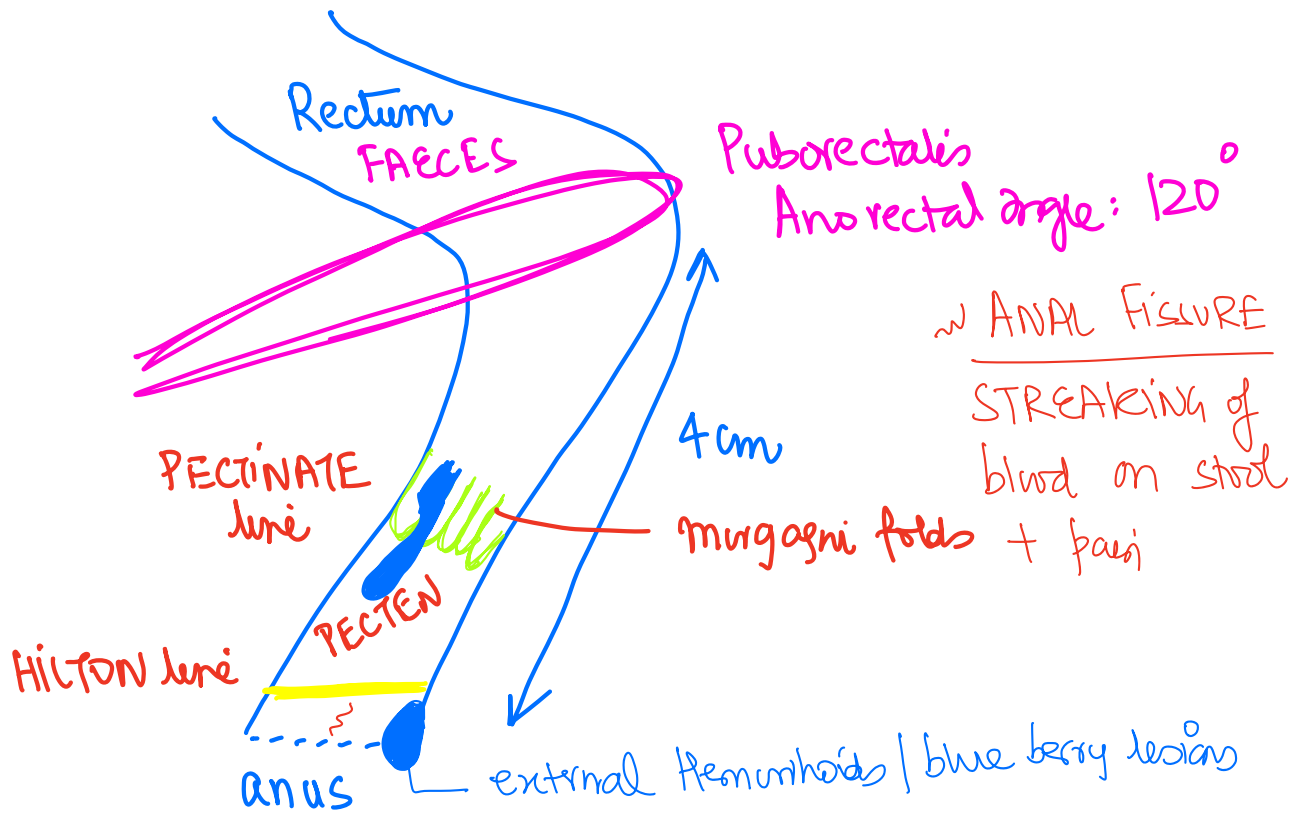 Rectum
FAECES
Puborectalis
Anorectal angle: 120°
ANAL FISSURE
STREAKING of
blood on stool
+ pain
4cm
PECTINATE
line
morgagni folds
PECTEN
HILTON line
anus
external Hemorrhoids / blue berry lesions